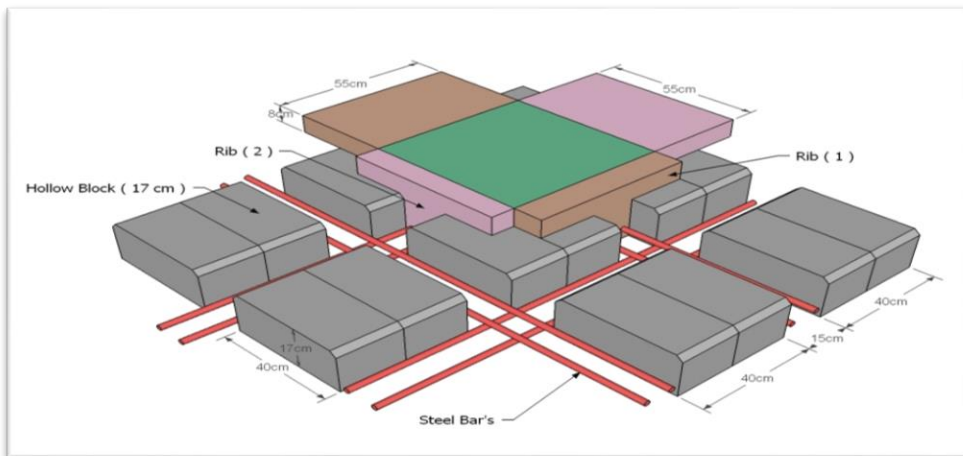 55cm
55cm
8cm
Rib ( 2 )
Rib ( 1 )
Hollow Block ( 17 cm )
40cm
15cm
17cm
40cm
40cm
Steel Bar's